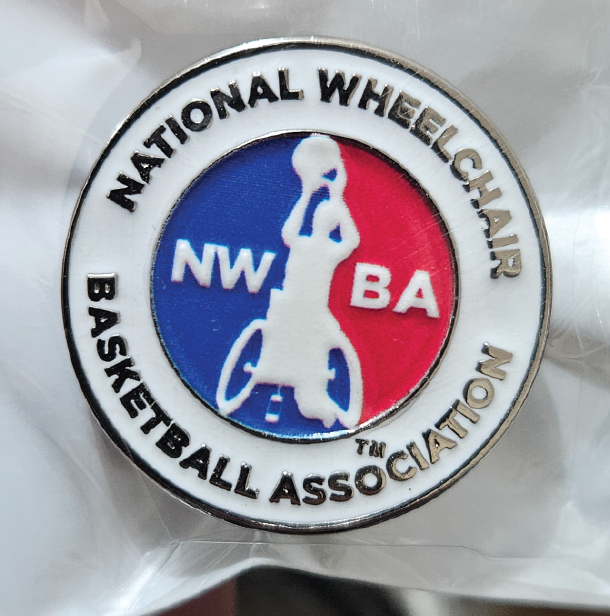 NATIONAL WHEELCHAIR
NW BA
BASKETBALL ASSOCIATION
TM